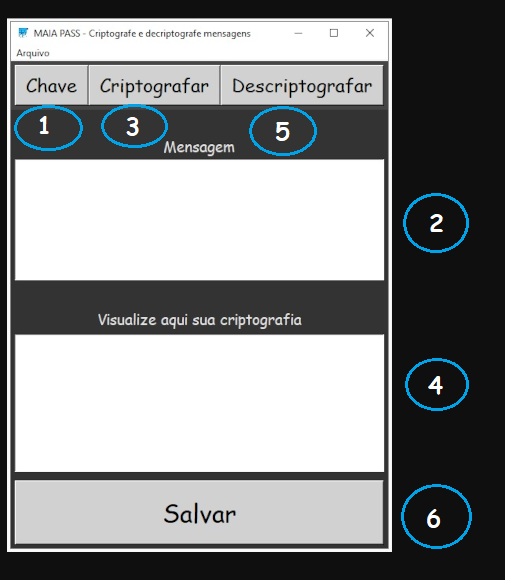 MAIA PASS - Criptografe e decriptografe mensagens
Arquivo
Chave Criptografar Descriptografar
1 3 5
Mensagem
2
Visualize aqui sua criptografia
4
Salvar
6